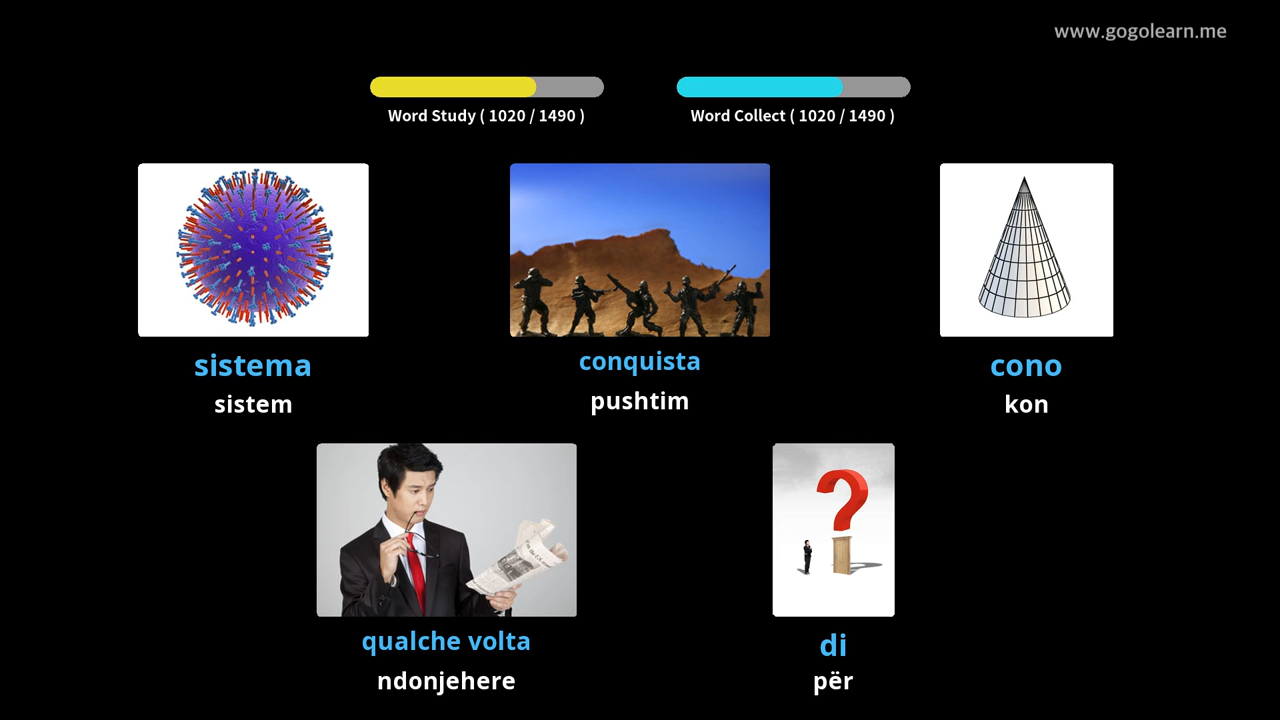 www.gogolearn.me
Word Study ( 1020 / 1490 )
Word Collect ( 1020 / 1490 )
sistema
sistem
conquista
pushtim
cono
kon
qualche volta
ndonjehere
di
për